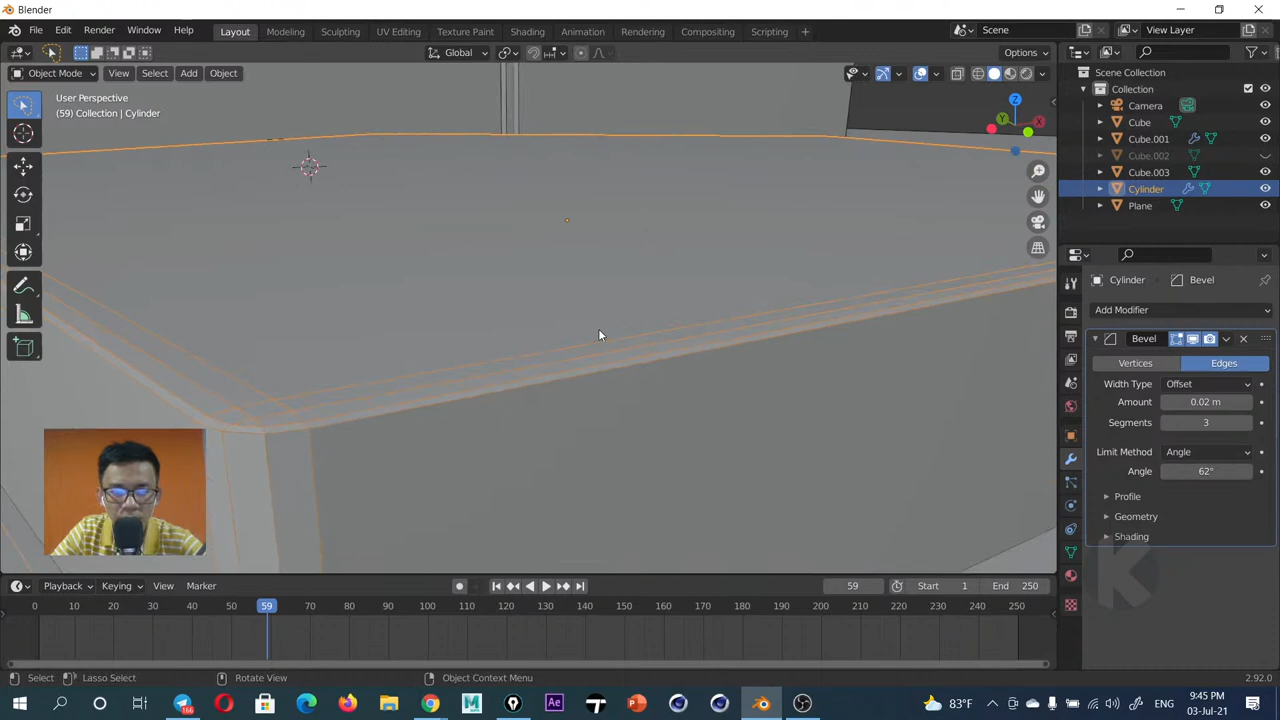 Blender
File Edit Render Window Help Layout Modeling Sculpting UV Editing Texture Paint Shading Animation Rendering Compositing Scripting + Scene View Layer
Global Options
Object Mode View Select Add Object
User Perspective
(59) Collection | Cylinder
X
Y
Z
Scene Collection
Collection
Camera
Cube
Cube.001
Cube.002
Cube.003
Cylinder
Plane
Cylinder Bevel
Add Modifier
Bevel
Vertices Edges
Width Type Offset
Amount 0.02 m
Segments 3
Limit Method Angle
Angle 62°
Profile
Geometry
Shading
K
Playback Keying View Marker 59 Start 1 End 250
0 10 20 30 40 50 59 70 80 90 100 110 120 130 140 150 160 170 180 190 200 210 220 230 240 250
Select Lasso Select Rotate View Object Context Menu 2.92.0
166 Ae 83°F 9:45 PM
03-Jul-21